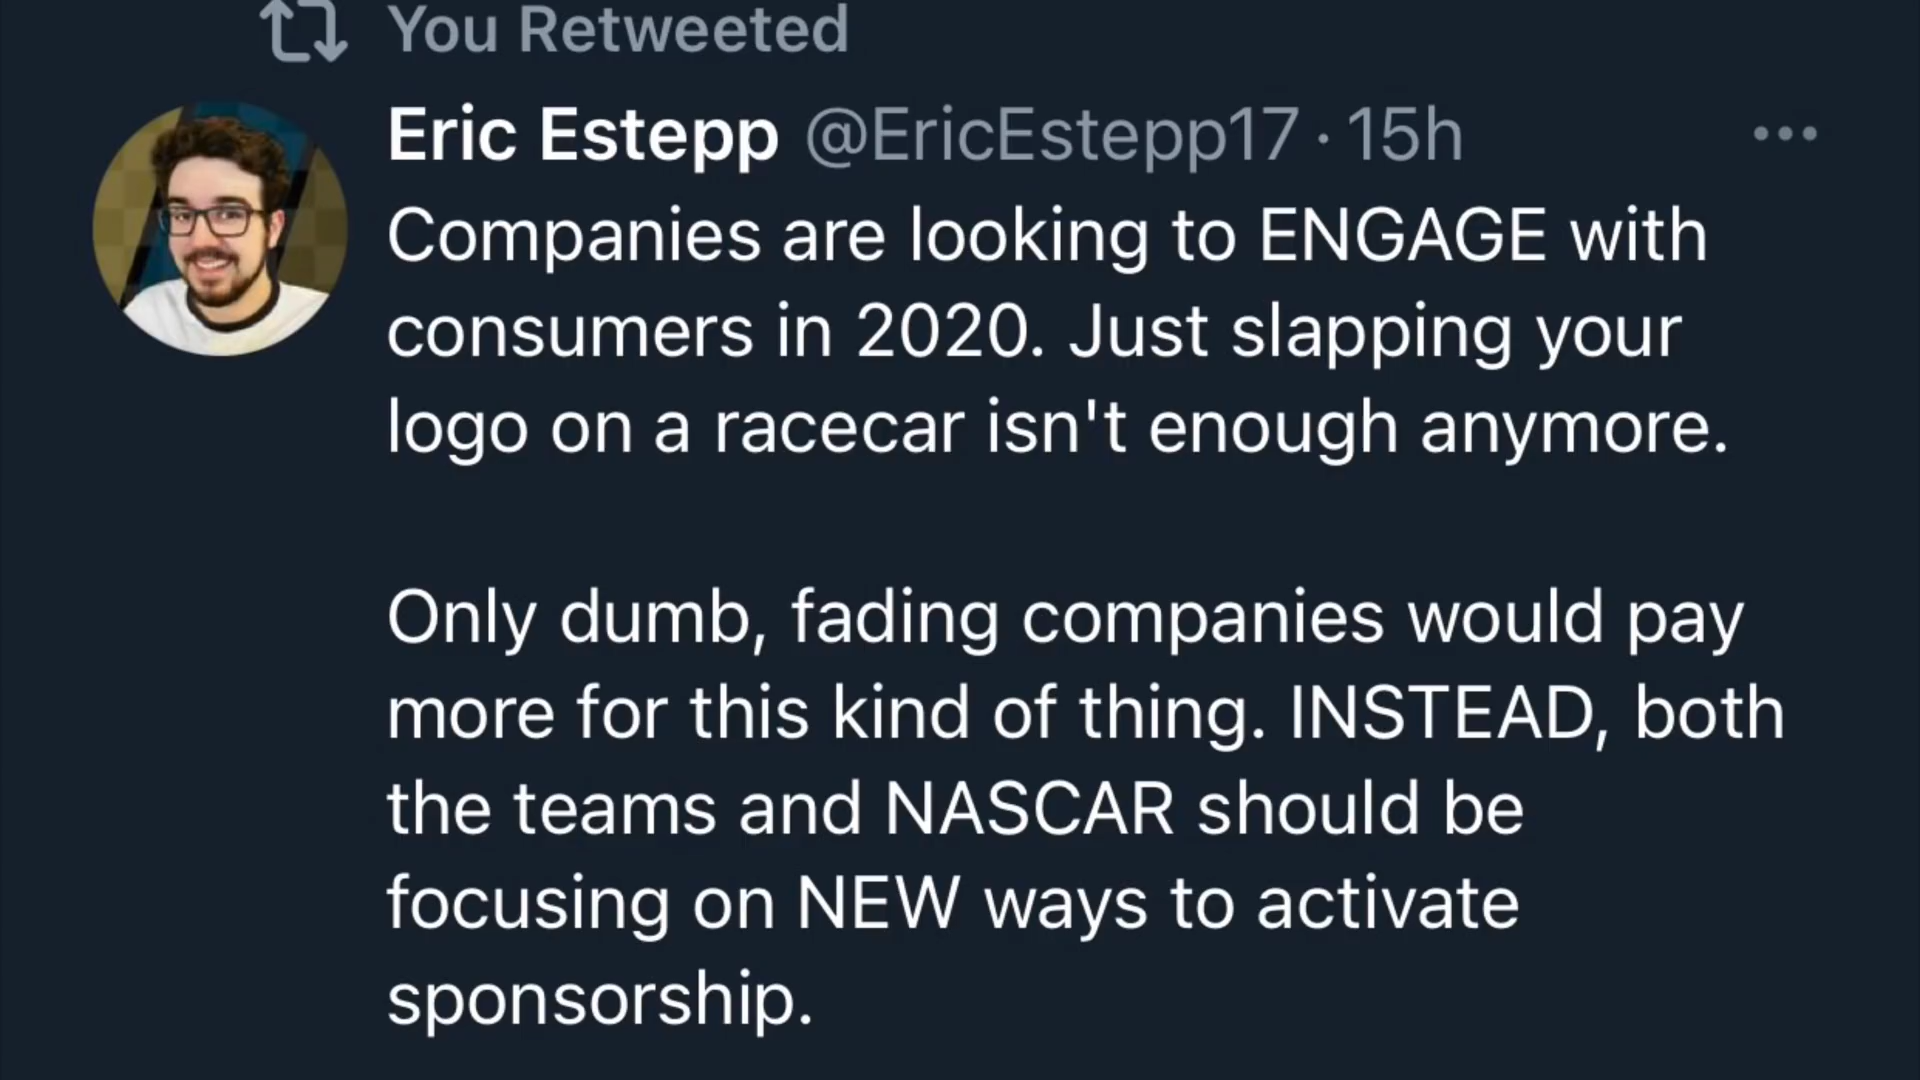 You Retweeted
Eric Estepp @EricEstepp17 · 15h
Companies are looking to ENGAGE with
consumers in 2020. Just slapping your
logo on a racecar isn't enough anymore.
Only dumb, fading companies would pay
more for this kind of thing. INSTEAD, both
the teams and NASCAR should be
focusing on NEW ways to activate
sponsorship.